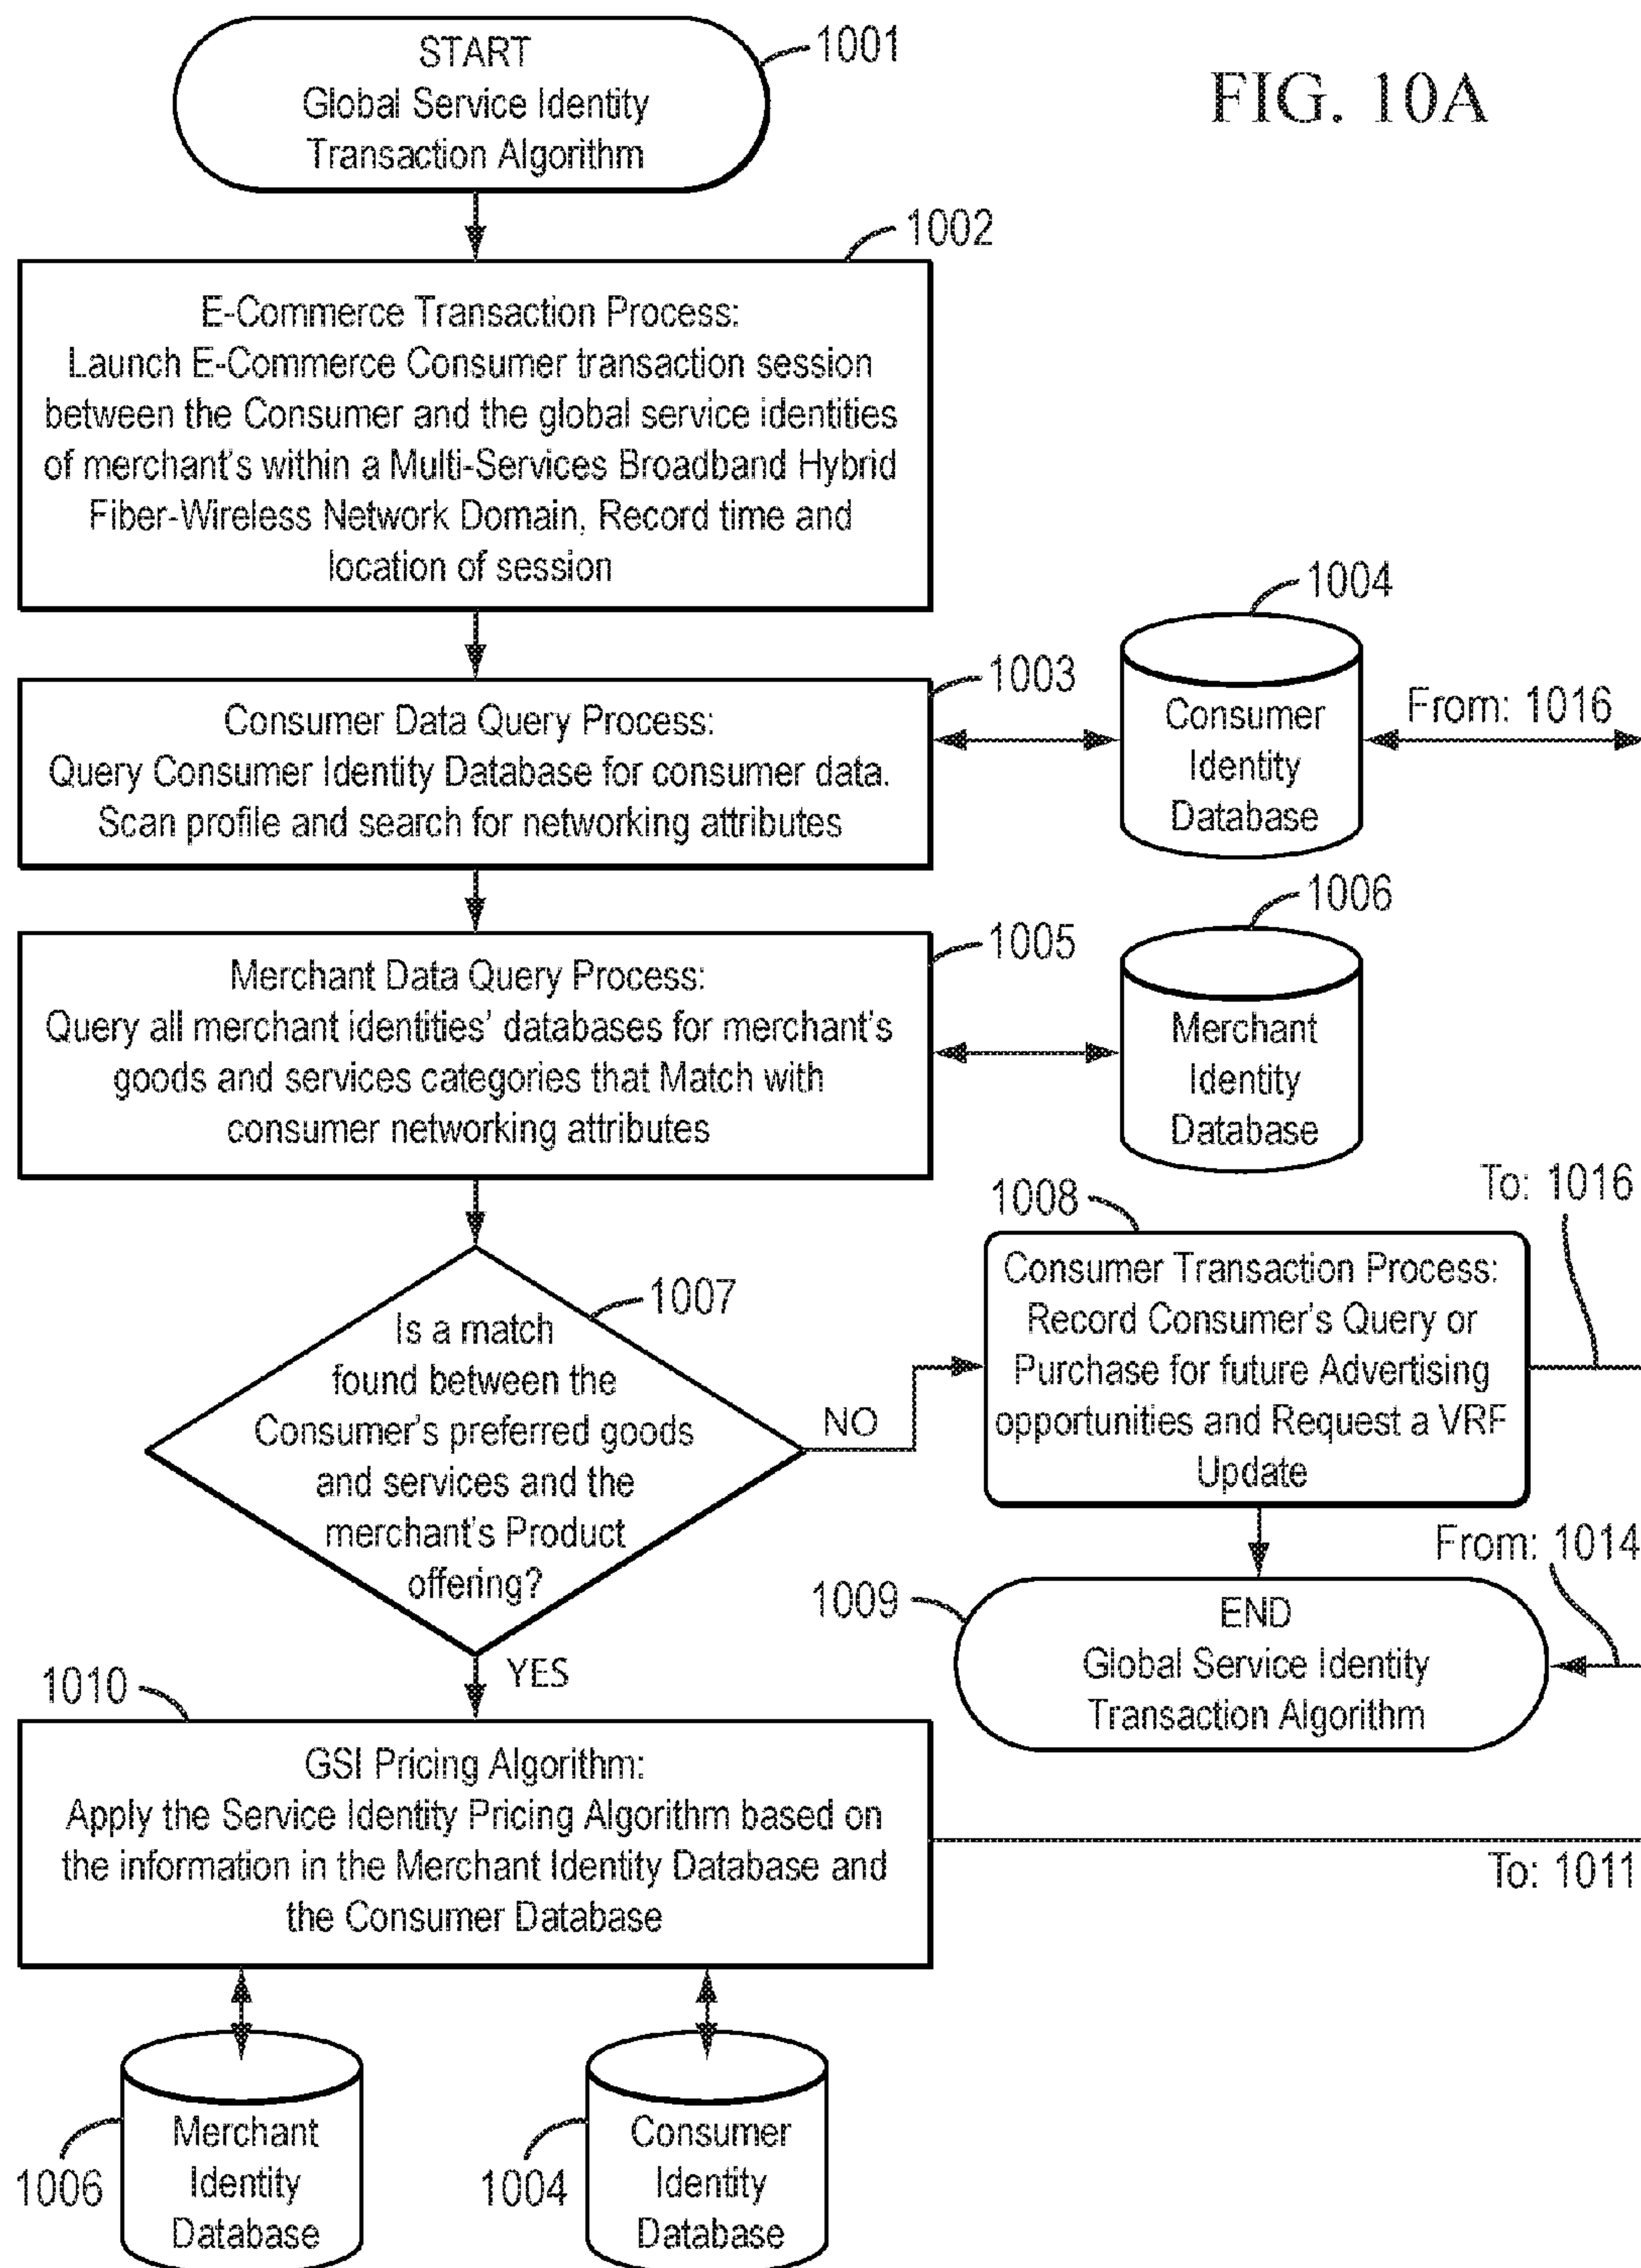 FIG. 10A
START
Global Service Identity
Transaction Algorithm
1001
1002
E-Commerce Transaction Process:
Launch E-Commerce Consumer transaction session
between the Consumer and the global service identities
of merchant's within a Multi-Services Broadband Hybrid
Fiber-Wireless Network Domain, Record time and
location of session
1003
Consumer Data Query Process:
Query Consumer Identity Database for consumer data.
Scan profile and search for networking attributes
1004
Consumer
Identity
Database
From: 1016
1005
Merchant Data Query Process:
Query all merchant identities' databases for merchant's
goods and services categories that Match with
consumer networking attributes
1006
Merchant
Identity
Database
1007
Is a match
found between the
Consumer's preferred goods
and services and the
merchant's Product
offering?
NO
YES
1008
To: 1016
Consumer Transaction Process:
Record Consumer's Query or
Purchase for future Advertising
opportunities and Request a VRF
Update
From: 1014
1009
END
Global Service Identity
Transaction Algorithm
1010
GSI Pricing Algorithm:
Apply the Service Identity Pricing Algorithm based on
the information in the Merchant Identity Database and
the Consumer Database
To: 1011
1006
Merchant
Identity
Database
1004
Consumer
Identity
Database